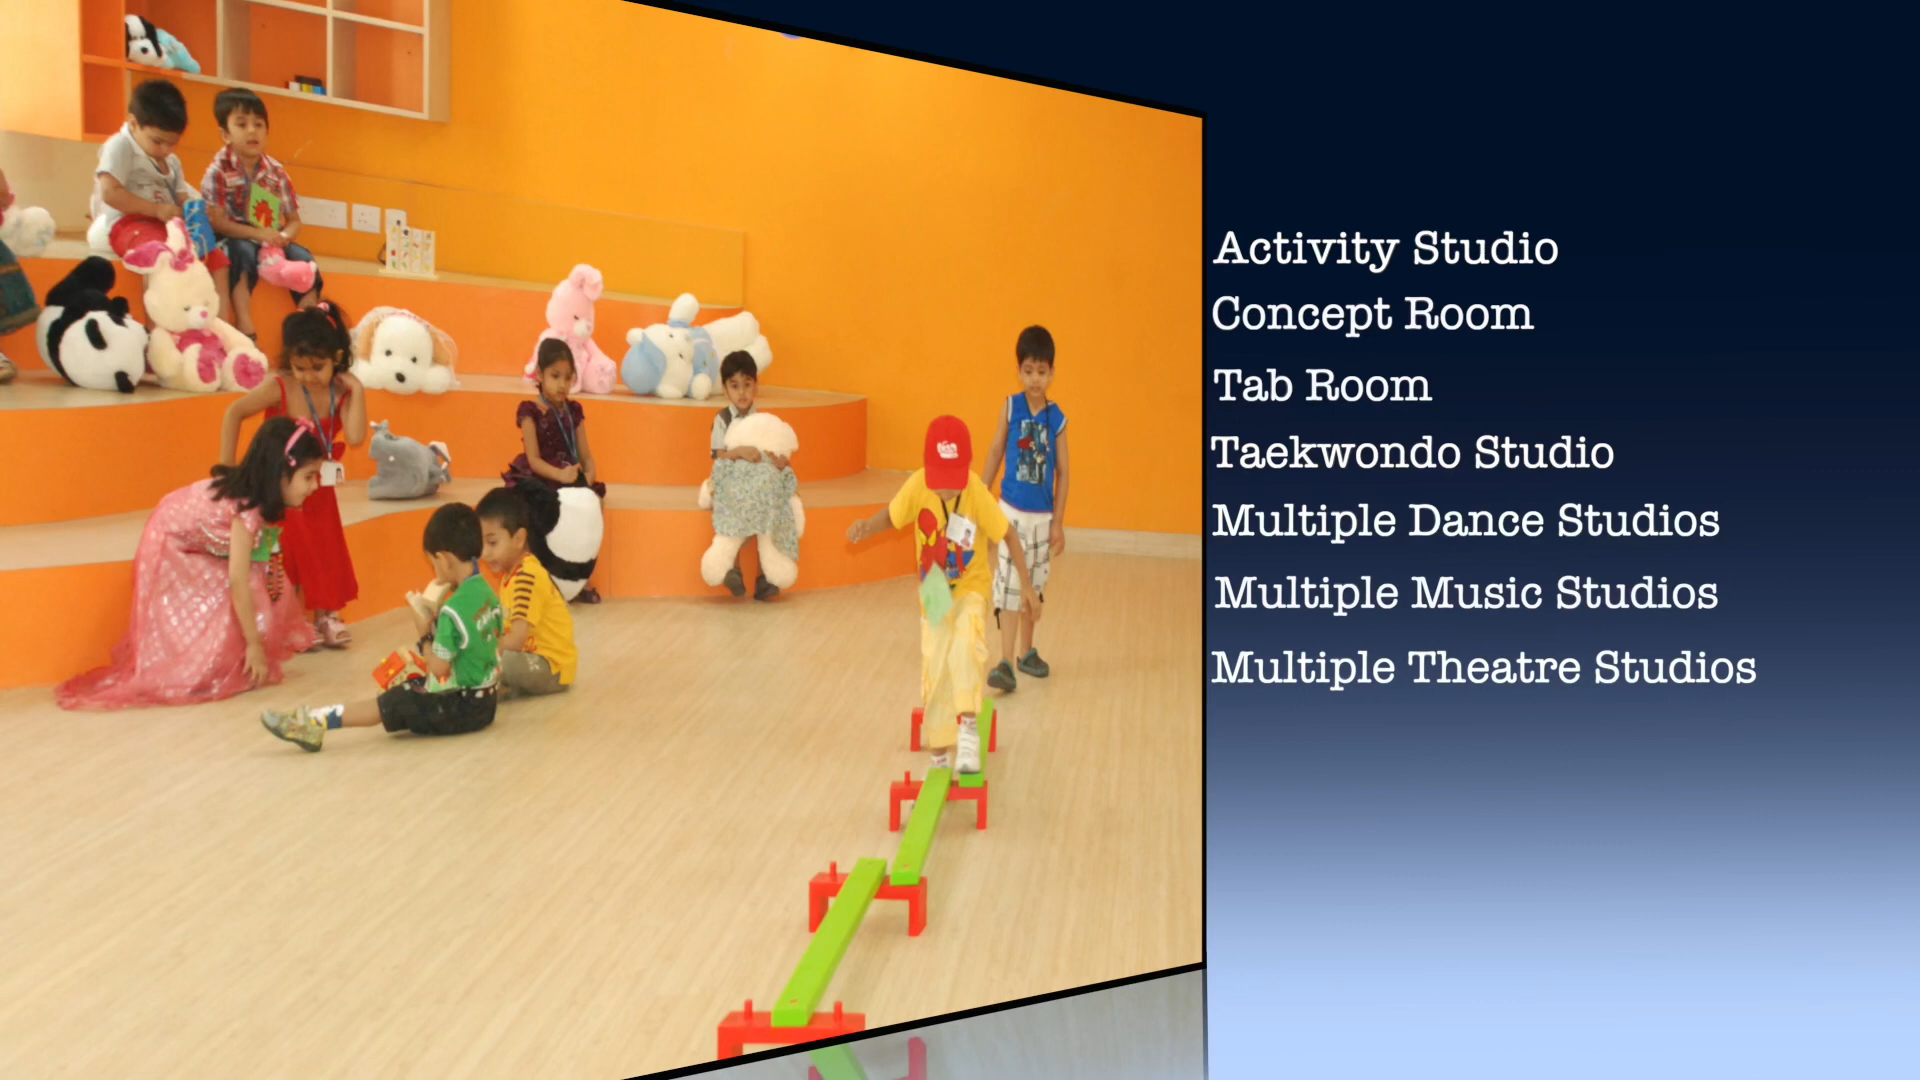 Activity Studio
Concept Room
Tab Room
Taekwondo Studio
Multiple Dance Studios
Multiple Music Studios
Multiple Theatre Studios